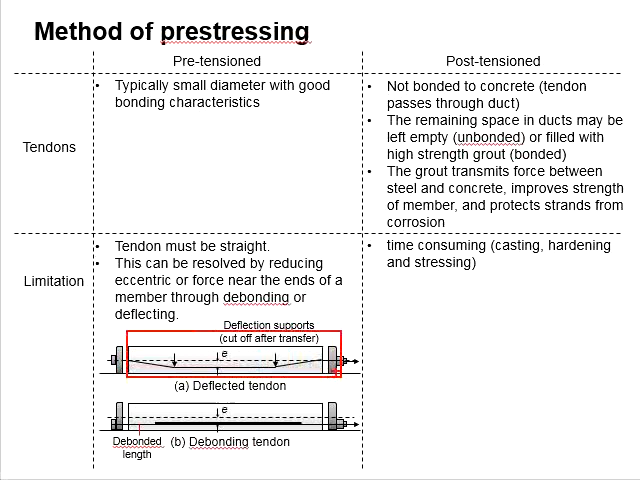 Method of prestressing
Pre-tensioned
Post-tensioned
Tendons
• Typically small diameter with good
bonding characteristics
• Not bonded to concrete (tendon
passes through duct)
• The remaining space in ducts may be
left empty (unbonded) or filled with
high strength grout (bonded)
• The grout transmits force between
steel and concrete, improves strength
of member, and protects strands from
corrosion
Limitation
• Tendon must be straight.
• This can be resolved by reducing
eccentric or force near the ends of a
member through debonding or
deflecting.
Deflection supports
(cut off after transfer)
e
(a) Deflected tendon
e
Debonded
length
(b) Debonding tendon
• time consuming (casting, hardening
and stressing)